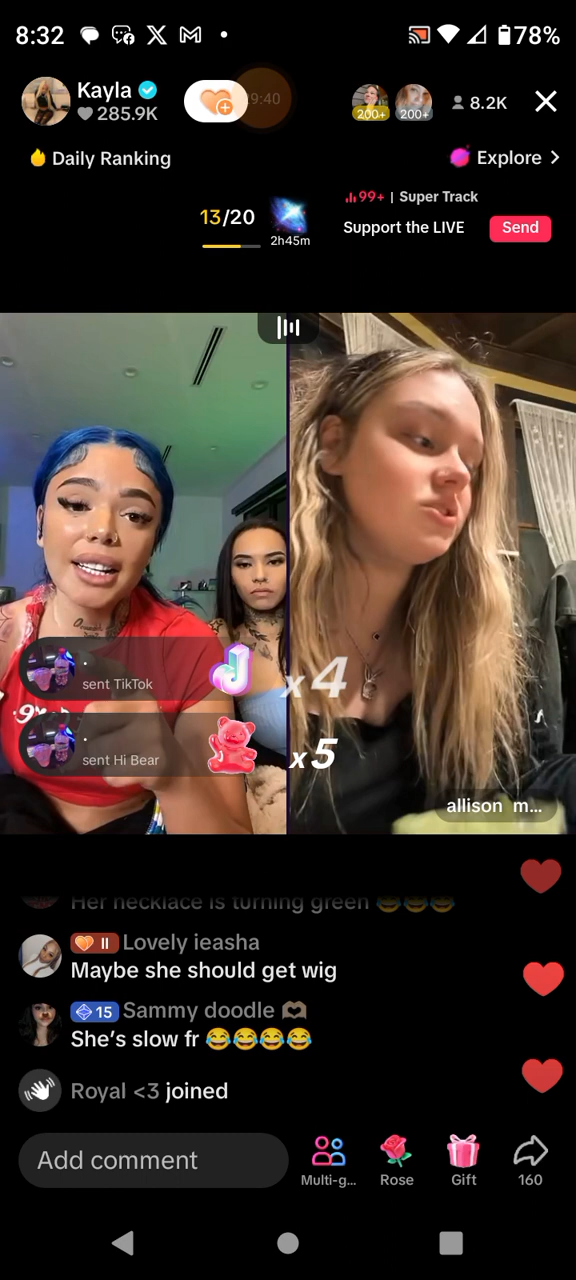 8:32
78%
Kayla
285.9K
19:40
200+
200+
8.2K
Daily Ranking
Explore >
99+ | Super Track
13/20
Support the LIVE
Send
2h45m
sent TikTok
x4
sent Hi Bear
x5
allison m...
Her necklace is turning green 😂😂😂
II Lovely ieasha
Maybe she should get wig
15 Sammy doodle 🫶🏽
She’s slow fr 😂😂😂😂
Royal <3 joined
Add comment
Multi-g...
Rose
Gift
160